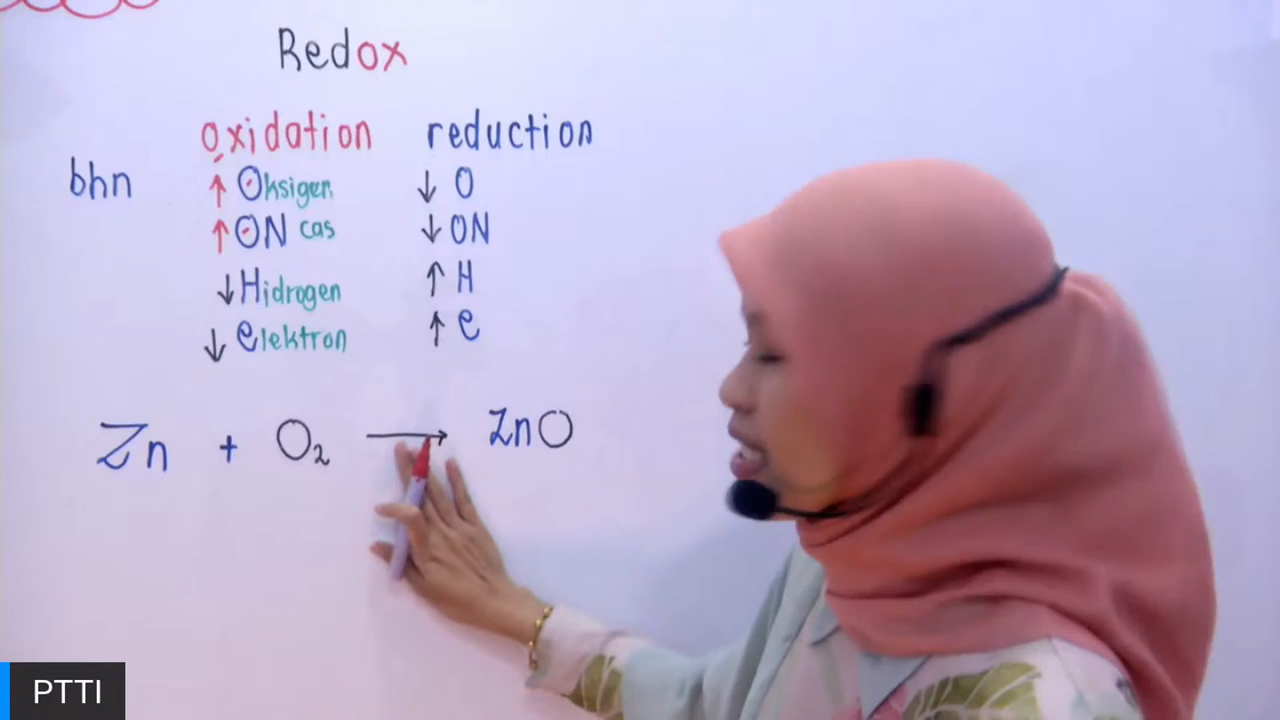 Redox
oxidation reduction
bhn ↑ Oksigen ↓ O
↑ ON cas ↓ ON
↓ Hidrogen ↑ H
↓ elektron ↑ e
Zn + O₂ → ZnO
PTTI